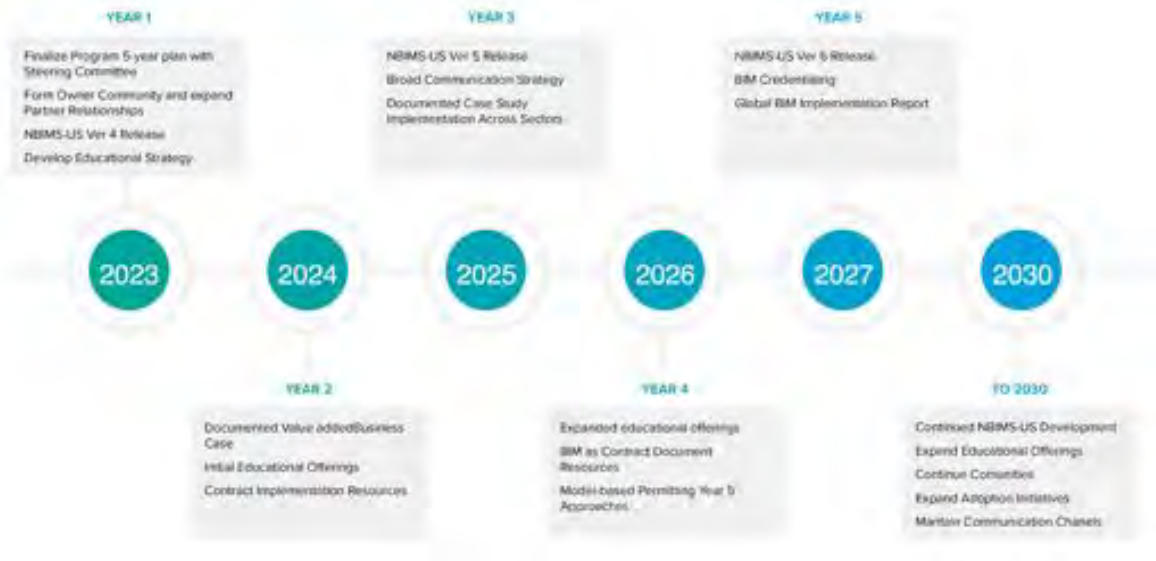 YEAR 1
Finalize Program 5-year plan with
Steering Committee
Form Owner Community and expand
Partner Relationships
NBIMS-US Ver 4 Release
Develop Educational Strategy
YEAR 3
NBIMS-US Ver 5 Release
Broad Communication Strategy
Documented Case Study
Implementation Across Sectors
YEAR 5
NBIMS-US Ver 6 Release
BIM Credentialing
Global BIM Implementation Report
2023
2024
2025
2026
2027
2030
YEAR 2
Documented Value addedBusiness
Case
Initial Educational Offerings
Contract Implementation Resources
YEAR 4
Expanded educational offerings
BIM as Contract Document
Resources
Model-based Permitting Year 5
Approaches
TO 2030
Continued NBIMS-US Development
Expend Educational Offerings
Continue Comunities
Expand Adoption Initiatives
Maintain Communication Chanels